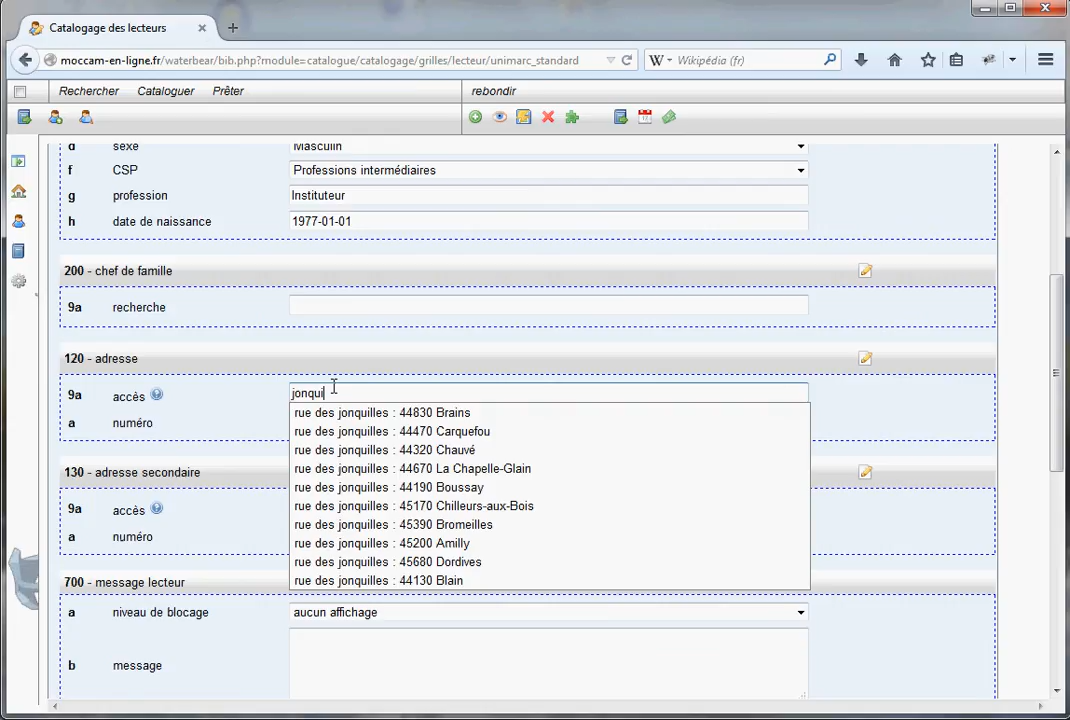 Catalogage des lecteurs
moccam-en-ligne.fr/waterbear/bib.php?module=catalogue/catalogage/grilles/lecteur/unimarc_standard
W Wikipédia (fr)
Rechercher Cataloguer Prêter rebondir
d sexe Masculin
f CSP Professions intermédiaires
g profession Instituteur
h date de naissance 1977-01-01
200 - chef de famille
9a recherche
120 - adresse
9a accès jonqui
a numéro
rue des jonquilles : 44830 Brains
rue des jonquilles : 44470 Carquefou
rue des jonquilles : 44320 Chauvé
rue des jonquilles : 44670 La Chapelle-Glain
rue des jonquilles : 44190 Boussay
rue des jonquilles : 45170 Chilleurs-aux-Bois
rue des jonquilles : 45390 Bromeilles
rue des jonquilles : 45200 Amilly
rue des jonquilles : 45680 Dordives
rue des jonquilles : 44130 Blain
130 - adresse secondaire
9a accès
a numéro
700 - message lecteur
a niveau de blocage aucun affichage
b message